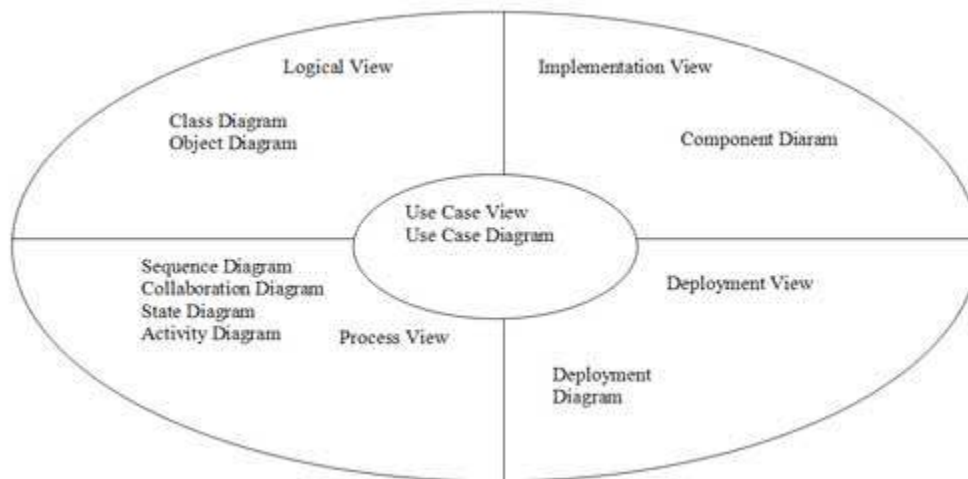 Logical View
Implementation View
Class Diagram
Object Diagram
Component Diaram
Use Case View
Use Case Diagram
Sequence Diagram
Collaboration Diagram
State Diagram
Activity Diagram
Process View
Deployment View
Deployment
Diagram